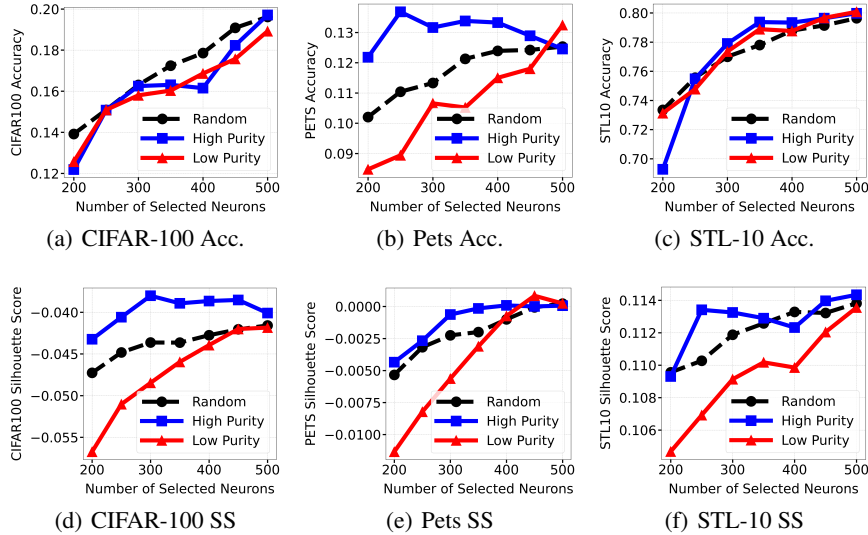 0.20
0.18
0.16
0.14
0.12
CIFAR100 Accuracy
Random
High Purity
Low Purity
200
300
400
500
Number of Selected Neurons
(a) CIFAR-100 Acc.
0.13
0.12
0.11
0.10
0.09
PETS Accuracy
Random
High Purity
Low Purity
200
300
400
500
Number of Selected Neurons
(b) Pets Acc.
0.80
0.78
0.76
0.74
0.72
0.70
STL10 Accuracy
Random
High Purity
Low Purity
200
300
400
500
Number of Selected Neurons
(c) STL-10 Acc.
−0.040
−0.045
−0.050
−0.055
CIFAR100 Silhouette Score
Random
High Purity
Low Purity
200
300
400
500
Number of Selected Neurons
(d) CIFAR-100 SS
0.0000
−0.0025
−0.0050
−0.0075
−0.0100
PETS Silhouette Score
Random
High Purity
Low Purity
200
300
400
500
Number of Selected Neurons
(e) Pets SS
0.114
0.112
0.110
0.108
0.106
STL10 Silhouette Score
Random
High Purity
Low Purity
200
300
400
500
Number of Selected Neurons
(f) STL-10 SS